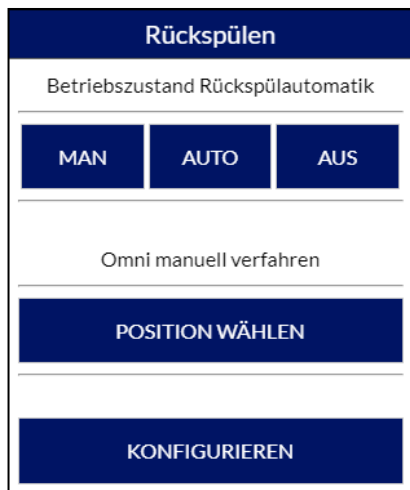 Rückspülen
Betriebszustand Rückspülautomatik
MAN AUTO AUS
Omni manuell verfahren
POSITION WÄHLEN
KONFIGURIEREN